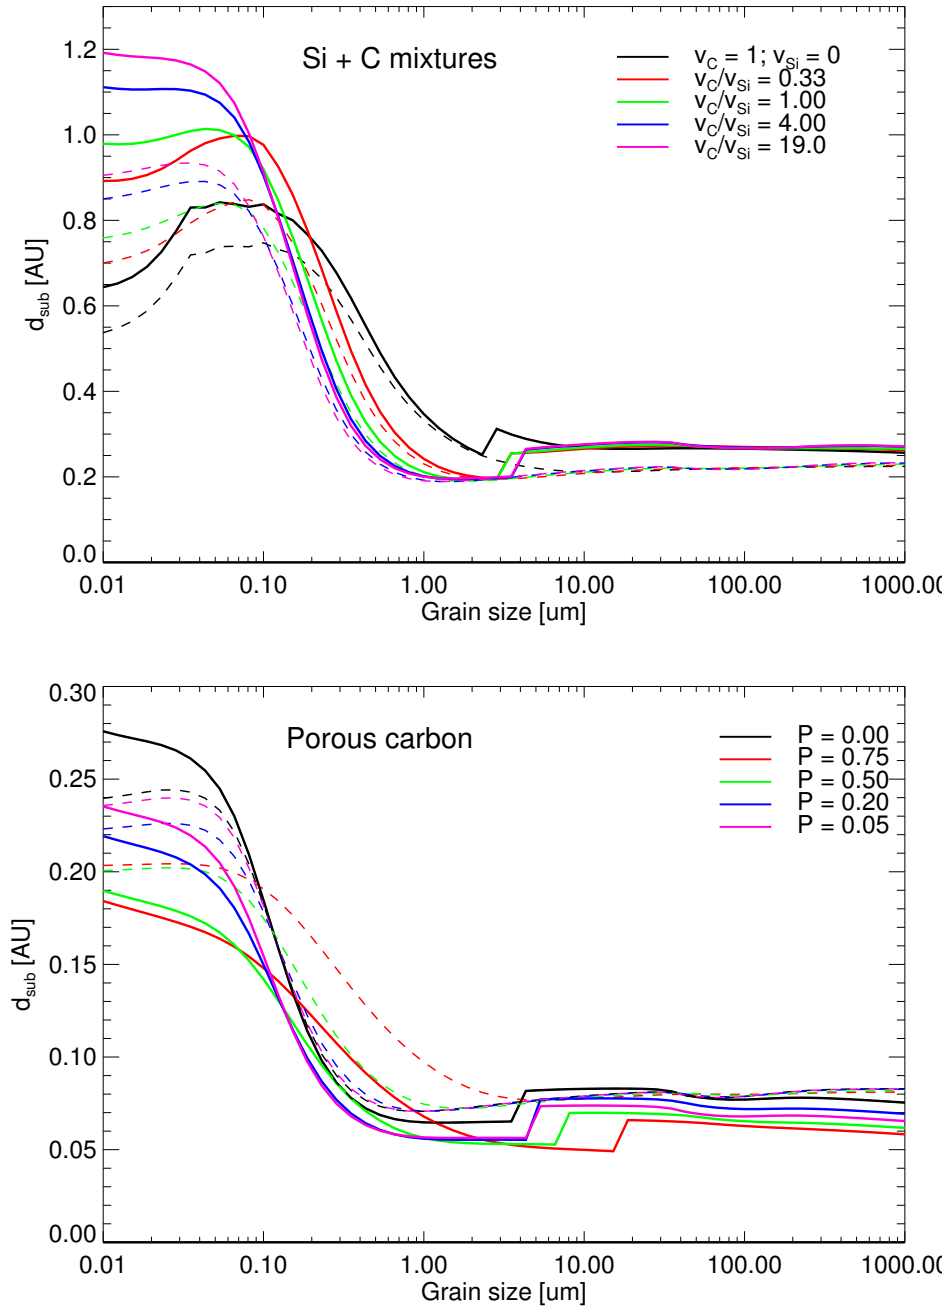 Si + C mixtures
v_C = 1; v_Si = 0
v_C/v_Si = 0.33
v_C/v_Si = 1.00
v_C/v_Si = 4.00
v_C/v_Si = 19.0
1.2
1.0
0.8
0.6
0.4
0.2
0.0
d_sub [AU]
0.01 0.10 1.00 10.00 100.00 1000.00
Grain size [um]
Porous carbon
P = 0.00
P = 0.75
P = 0.50
P = 0.20
P = 0.05
0.30
0.25
0.20
0.15
0.10
0.05
0.00
d_sub [AU]
0.01 0.10 1.00 10.00 100.00 1000.00
Grain size [um]